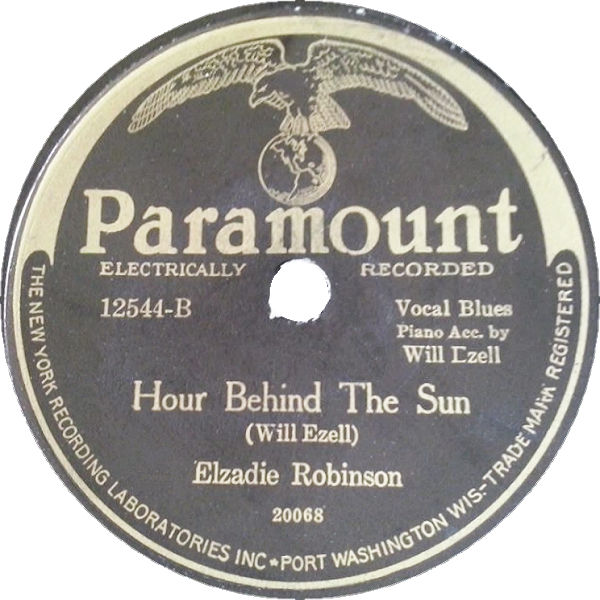 Paramount
ELECTRICALLY RECORDED
12544-B
Vocal Blues
Piano Acc. by
Will Ezell
Hour Behind The Sun
(Will Ezell)
Elzadie Robinson
20068
THE NEW YORK RECORDING LABORATORIES INC★PORT WASHINGTON WIS.-TRADE MARK REGISTERED